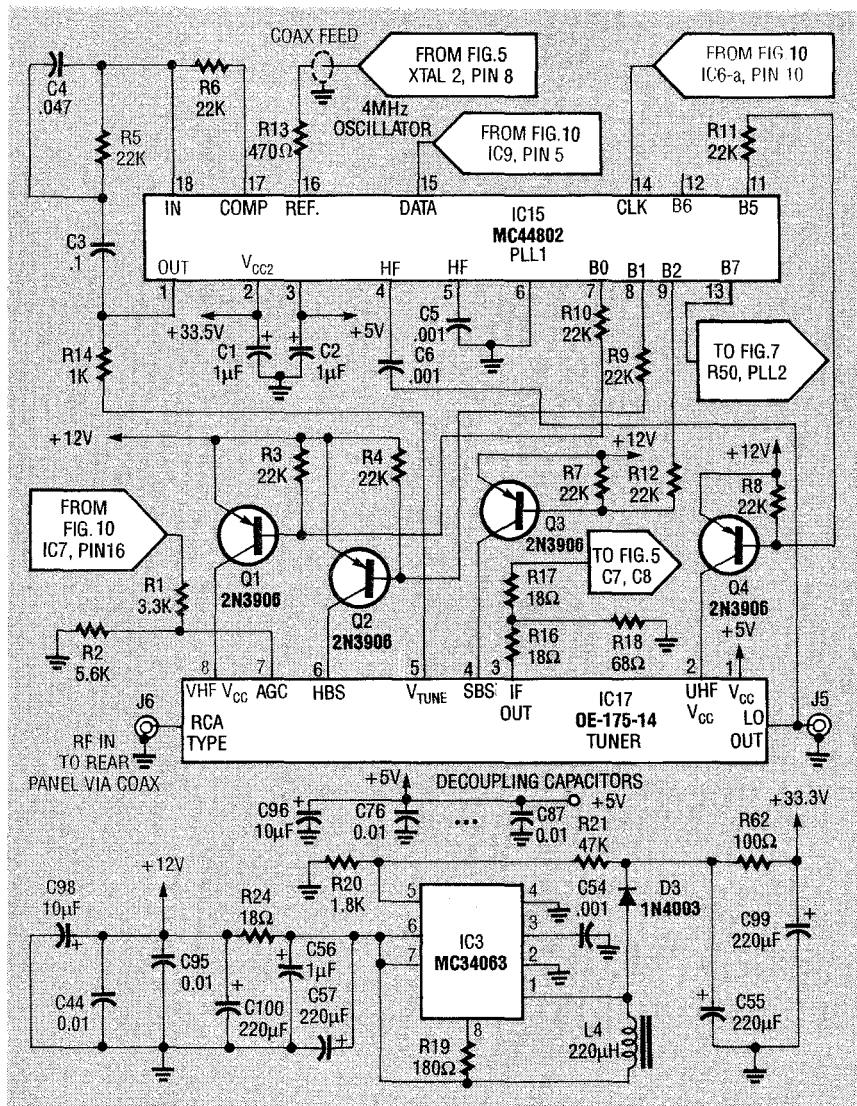 COAX FEED
FROM FIG.5
XTAL 2, PIN 8
FROM FIG.10
IC6-a, PIN 10
C4
.047
R6
22K
4MHz
OSCILLATOR
R13
470Ω
FROM FIG.10
IC9, PIN 5
R11
22K
R5
22K
18
17
16
15
14
12
11
IN
COMP
REF.
DATA
CLK
B6
B5
IC15
MC44802
PLL1
C3
.1
OUT
VCC2
HF
HF
B0
B1
B2
B7
1
2
3
4
5
6
7
8
9
13
+33.5V
+5V
C5
.001
R10
22K
R14
1K
C1
1µF
C2
1µF
C6
.001
R9
22K
TO FIG.7
R50, PLL2
+12V
R3
22K
R4
22K
+12V
R7
22K
R12
22K
+12V
R8
22K
FROM
FIG.10
IC7, PIN16
Q3
2N3906
TO FIG.5
C7, C8
R1
3.3K
Q1
2N3906
Q2
2N3906
R17
18Ω
Q4
2N3906
R2
5.6K
R16
18Ω
R18
68Ω
+5V
8
7
6
5
4
3
2
1
VHF VCC
AGC
HBS
VTUNE
SBS
IF
OUT
UHF
VCC
VCC
J6
RCA
TYPE
IC17
OE-175-14
TUNER
LO
OUT
J5
RF IN
TO REAR
PANEL VIA COAX
+5V
DECOUPLING CAPACITORS
C96
10µF
C76
0.01
...
C87
0.01
+5V
+33.3V
R21
47K
R62
100Ω
+12V
R20
1.8K
C98
10µF
R24
18Ω
5
4
C54
.001
D3
1N4003
6
3
7
2
1
8
IC3
MC34063
C99
220µF
C56
1µF
C95
0.01
C57
220µF
C44
0.01
C100
220µF
R19
180Ω
L4
220µH
C55
220µF